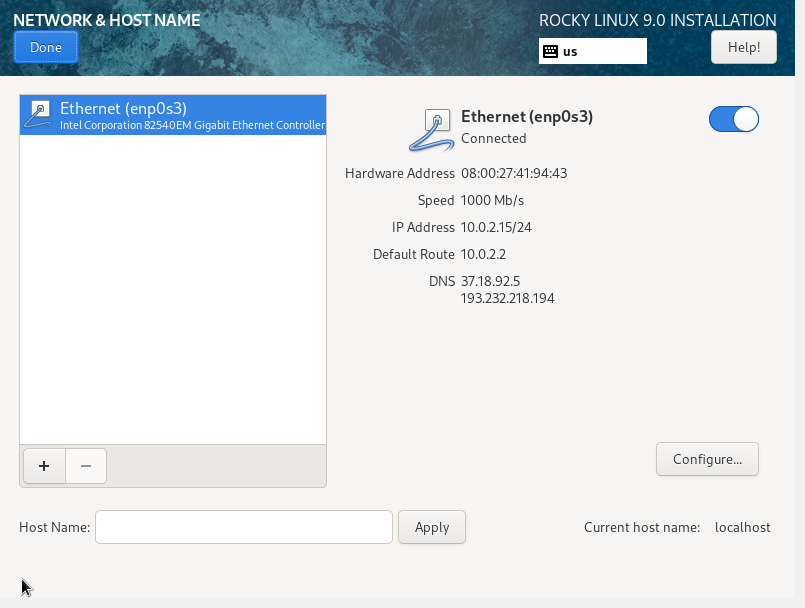 NETWORK & HOST NAME
ROCKY LINUX 9.0 INSTALLATION
Done
us
Help!
Ethernet (enp0s3)
Intel Corporation 82540EM Gigabit Ethernet Controller
Ethernet (enp0s3)
Connected
Hardware Address 08:00:27:41:94:43
Speed 1000 Mb/s
IP Address 10.0.2.15/24
Default Route 10.0.2.2
DNS 37.18.92.5
193.232.218.194
+ −
Configure...
Host Name:
Apply
Current host name: localhost